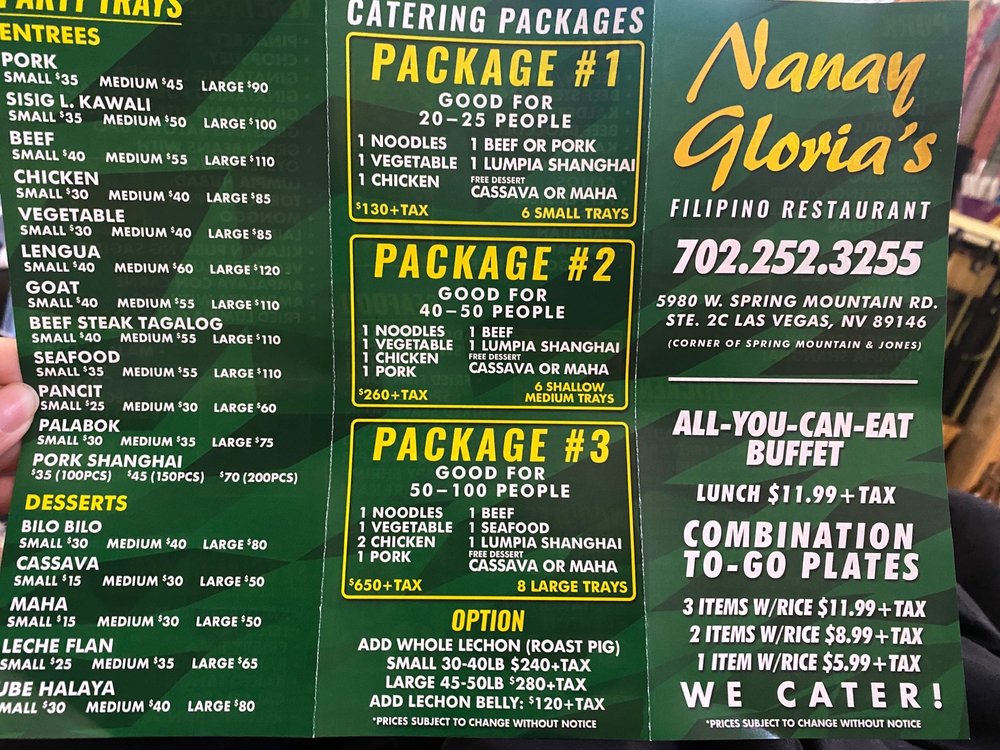 PARTY TRAYS
ENTREES
PORK
SMALL $35 MEDIUM $45 LARGE $90
SISIG L. KAWALI
SMALL $35 MEDIUM $50 LARGE $100
BEEF
SMALL $40 MEDIUM $55 LARGE $110
CHICKEN
SMALL $30 MEDIUM $40 LARGE $85
VEGETABLE
SMALL $30 MEDIUM $40 LARGE $85
LENGUA
SMALL $40 MEDIUM $60 LARGE $120
GOAT
SMALL $40 MEDIUM $55 LARGE $110
BEEF STEAK TAGALOG
SMALL $40 MEDIUM $55 LARGE $110
SEAFOOD
SMALL $35 MEDIUM $55 LARGE $110
PANCIT
SMALL $25 MEDIUM $30 LARGE $60
PALABOK
SMALL $30 MEDIUM $35 LARGE $75
PORK SHANGHAI
$35 (100PCS) $45 (150PCS) $70 (200PCS)
DESSERTS
BILO BILO
SMALL $30 MEDIUM $40 LARGE $80
CASSAVA
SMALL $15 MEDIUM $30 LARGE $50
MAHA
SMALL $15 MEDIUM $30 LARGE $50
LECHE FLAN
SMALL $25 MEDIUM $35 LARGE $65
UBE HALAYA
SMALL $30 MEDIUM $40 LARGE $80
CATERING PACKAGES
PACKAGE #1
GOOD FOR
20–25 PEOPLE
1 NOODLES 1 BEEF OR PORK
1 VEGETABLE 1 LUMPIA SHANGHAI
1 CHICKEN FREE DESSERT
CASSAVA OR MAHA
$130+TAX 6 SMALL TRAYS
PACKAGE #2
GOOD FOR
40–50 PEOPLE
1 NOODLES 1 BEEF
1 VEGETABLE 1 LUMPIA SHANGHAI
1 CHICKEN FREE DESSERT
1 PORK CASSAVA OR MAHA
$260+TAX 6 SHALLOW
MEDIUM TRAYS
PACKAGE #3
GOOD FOR
50–100 PEOPLE
1 NOODLES 1 BEEF
1 VEGETABLE 1 SEAFOOD
2 CHICKEN 1 LUMPIA SHANGHAI
1 PORK FREE DESSERT
CASSAVA OR MAHA
$650+TAX 8 LARGE TRAYS
OPTION
ADD WHOLE LECHON (ROAST PIG)
SMALL 30-40LB $240+TAX
LARGE 45-50LB $280+TAX
ADD LECHON BELLY: $120+TAX
*PRICES SUBJECT TO CHANGE WITHOUT NOTICE
Nanay
Gloria's
FILIPINO RESTAURANT
702.252.3255
5980 W. SPRING MOUNTAIN RD.
STE. 2C LAS VEGAS, NV 89146
(CORNER OF SPRING MOUNTAIN & JONES)
ALL-YOU-CAN-EAT
BUFFET
LUNCH $11.99+TAX
COMBINATION
TO-GO PLATES
3 ITEMS W/RICE $11.99+TAX
2 ITEMS W/RICE $8.99+TAX
1 ITEM W/RICE $5.99+TAX
WE CATER!
*PRICES SUBJECT TO CHANGE WITHOUT NOTICE